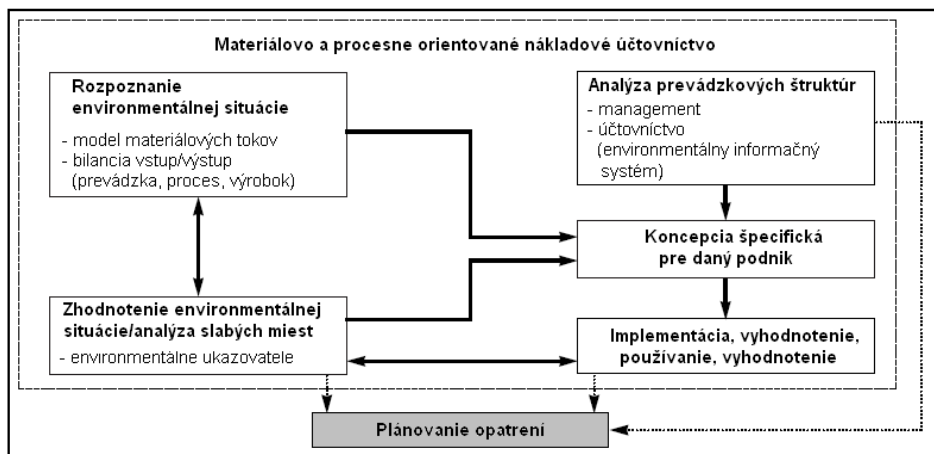 Materiálovo a procesne orientované nákladové účtovníctvo
Rozpoznanie
environmentálnej situácie
- model materiálových tokov
- bilancia vstup/výstup
(prevádzka, proces, výrobok)
Analýza prevádzkových štruktúr
- management
- účtovníctvo
(environmentálny informačný
systém)
Koncepcia špecifická
pre daný podnik
Zhodnotenie environmentálnej
situácie/analýza slabých miest
- environmentálne ukazovatele
Implementácia, vyhodnotenie,
používanie, vyhodnotenie
Plánovanie opatrení